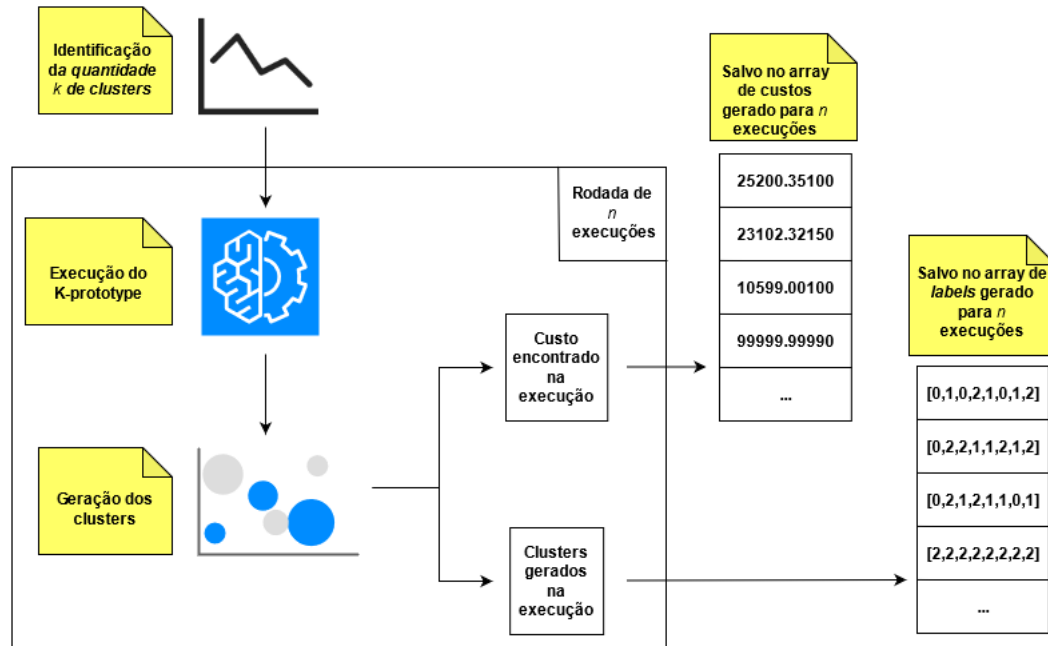 Identificação
da quantidade
k de clusters
Salvo no array
de custos
gerado para n
execuções
Rodada de
n
execuções
25200.35100
23102.32150
10599.00100
99999.99990
...
Execução do
K-prototype
Salvo no array de
labels gerado
para n
execuções
Custo
encontrado
na
execução
[0,1,0,2,1,0,1,2]
[0,2,2,1,1,2,1,2]
[0,2,1,2,1,1,0,1]
[2,2,2,2,2,2,2,2]
...
Geração dos
clusters
Clusters
gerados
na
execução